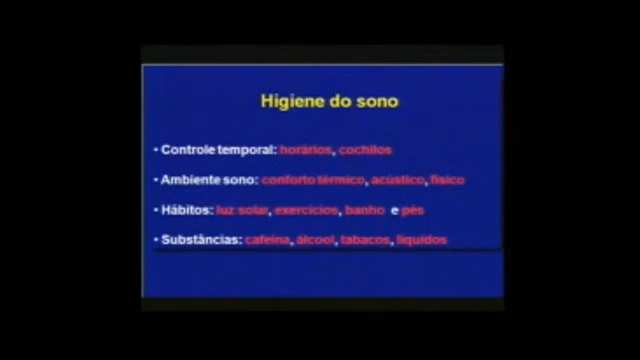 Higiene do sono
• Controle temporal: horários, cochilos
• Ambiente sono: conforto térmico, acústico, físico
• Hábitos: luz solar, exercícios, banho e pés
• Substâncias: cafeína, álcool, tabacos, líquidos